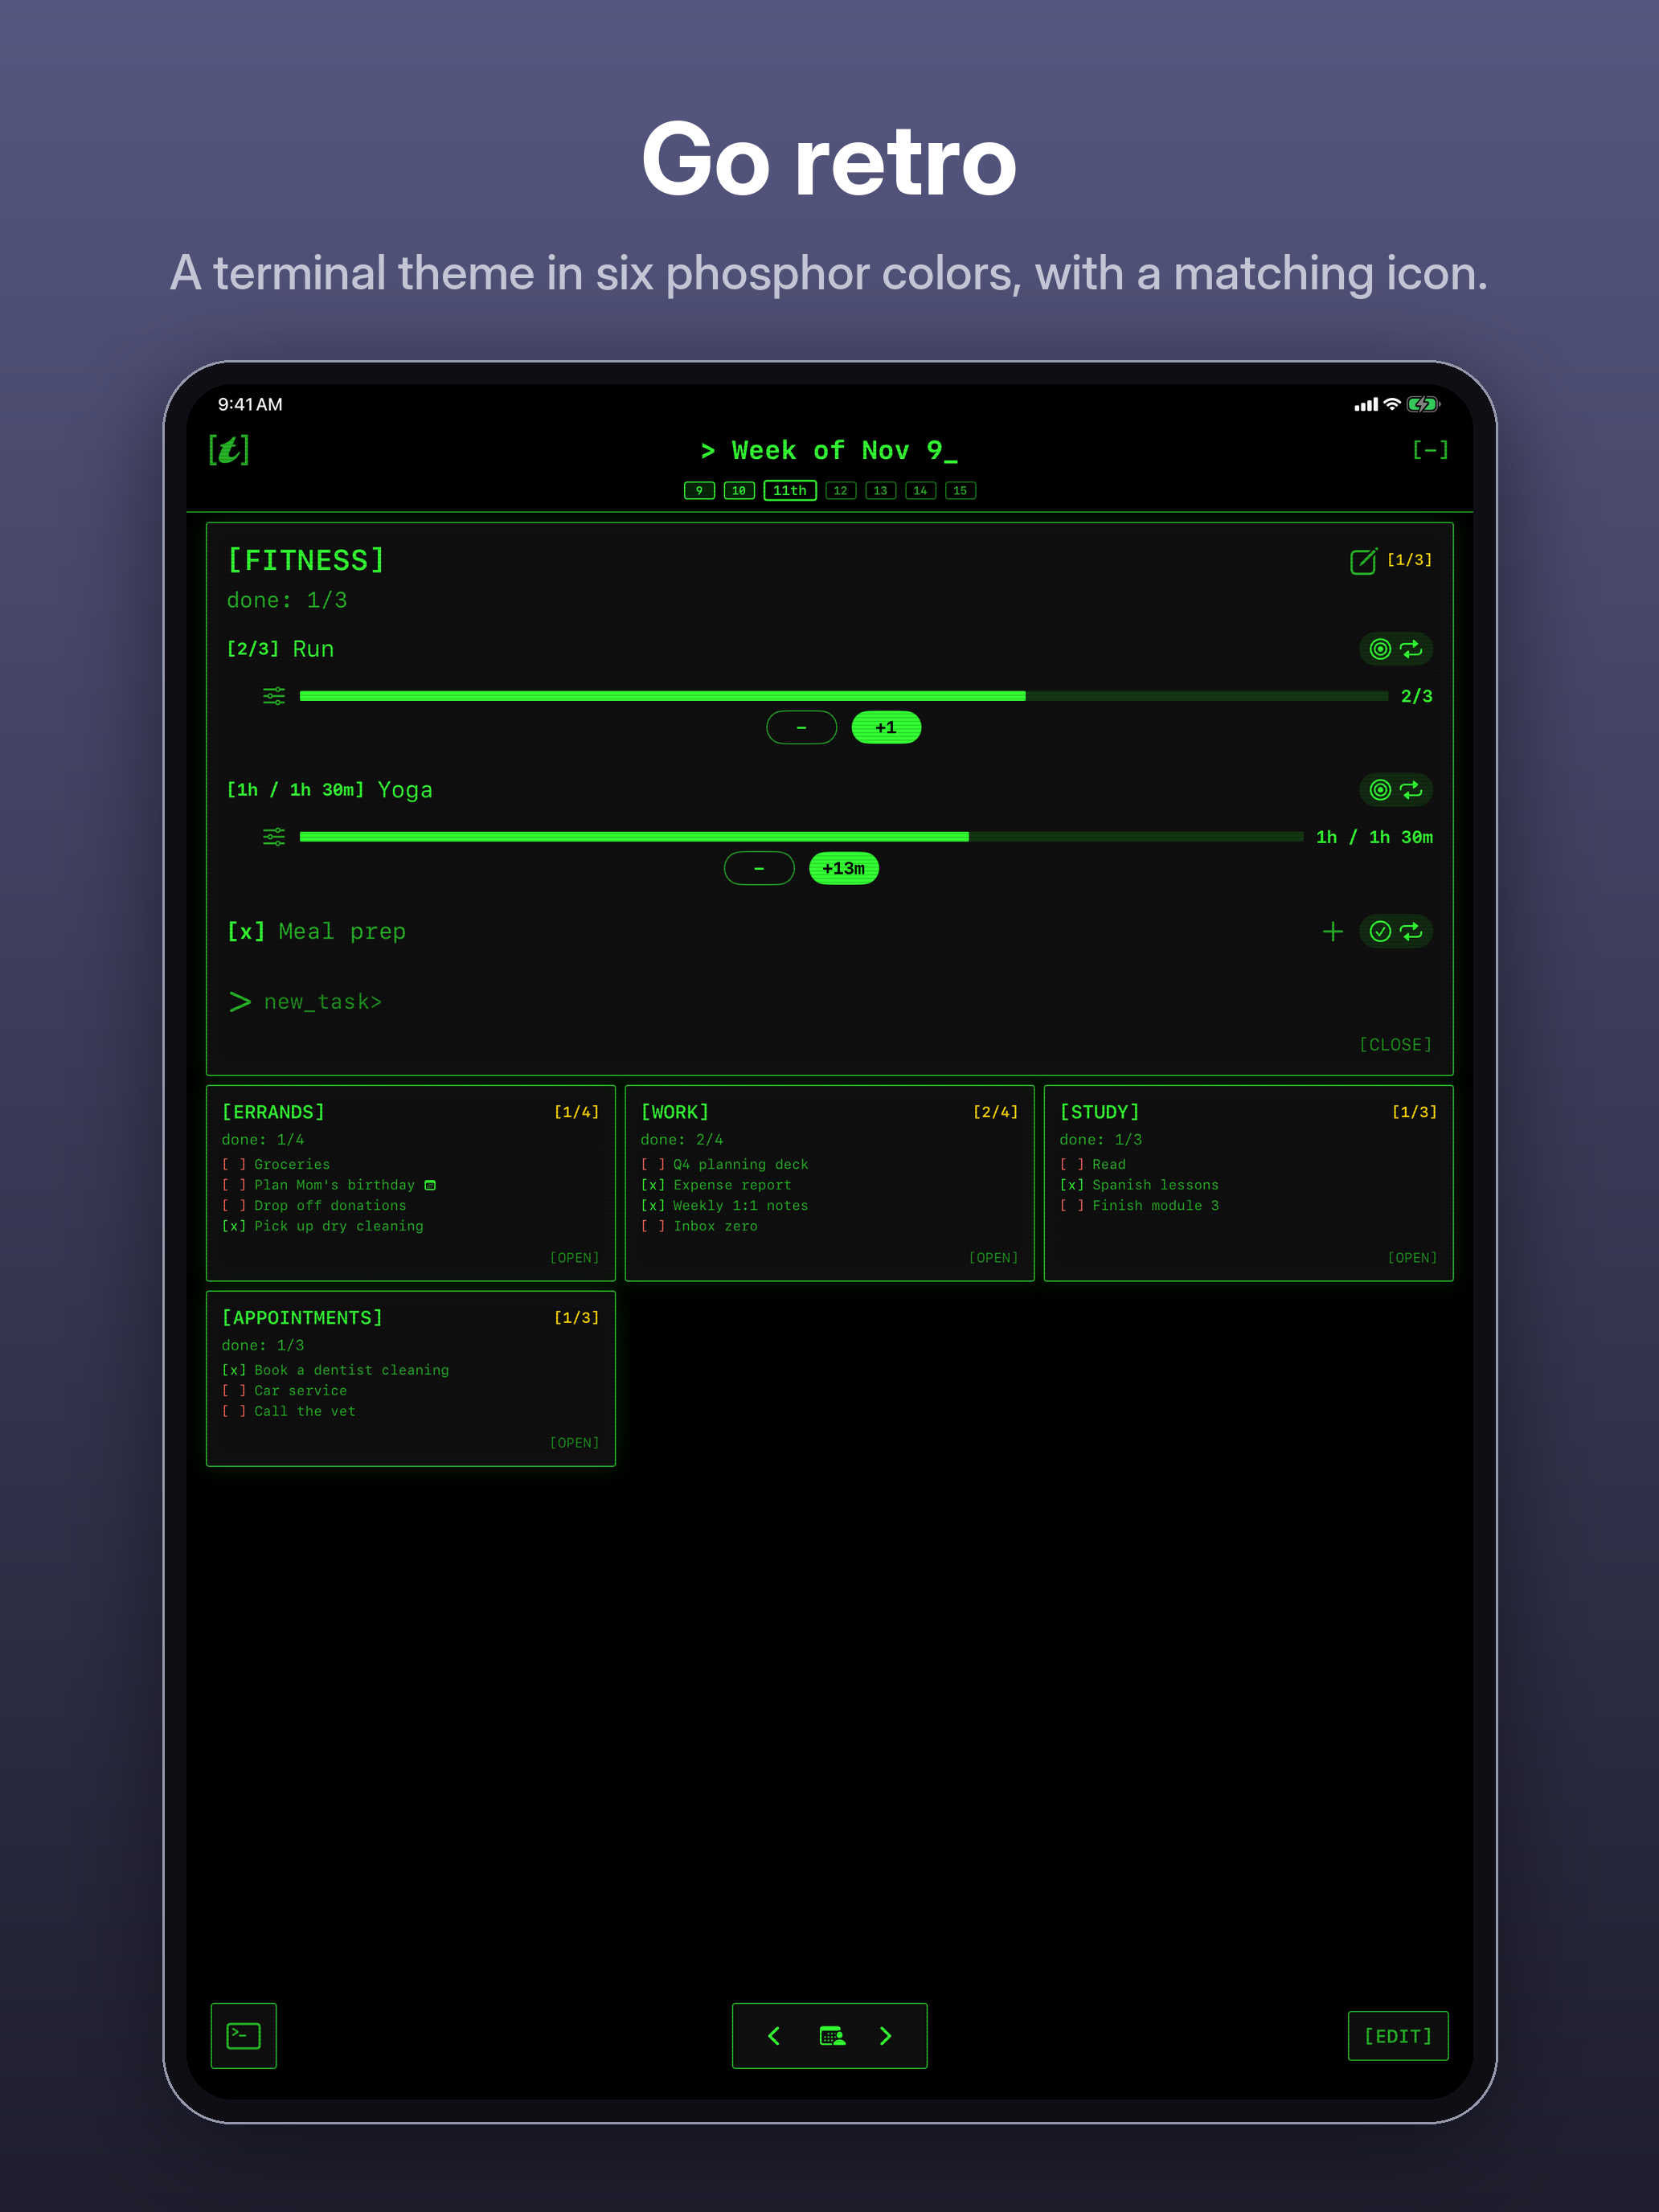 Go retro
A terminal theme in six phosphor colors, with a matching icon.
9:41 AM
[t]
> Week of Nov 9_
[-]
9 10 11th 12 13 14 15
[FITNESS]
[1/3]
done: 1/3
[2/3] Run
2/3
- +1
[1h / 1h 30m] Yoga
1h / 1h 30m
- +13m
[x] Meal prep
> new_task>
[CLOSE]
[ERRANDS] [1/4]
done: 1/4
[ ] Groceries
[ ] Plan Mom's birthday
[ ] Drop off donations
[x] Pick up dry cleaning
[OPEN]
[WORK] [2/4]
done: 2/4
[ ] Q4 planning deck
[x] Expense report
[x] Weekly 1:1 notes
[ ] Inbox zero
[OPEN]
[STUDY] [1/3]
done: 1/3
[ ] Read
[x] Spanish lessons
[ ] Finish module 3
[OPEN]
[APPOINTMENTS] [1/3]
done: 1/3
[x] Book a dentist cleaning
[ ] Car service
[ ] Call the vet
[OPEN]
[EDIT]